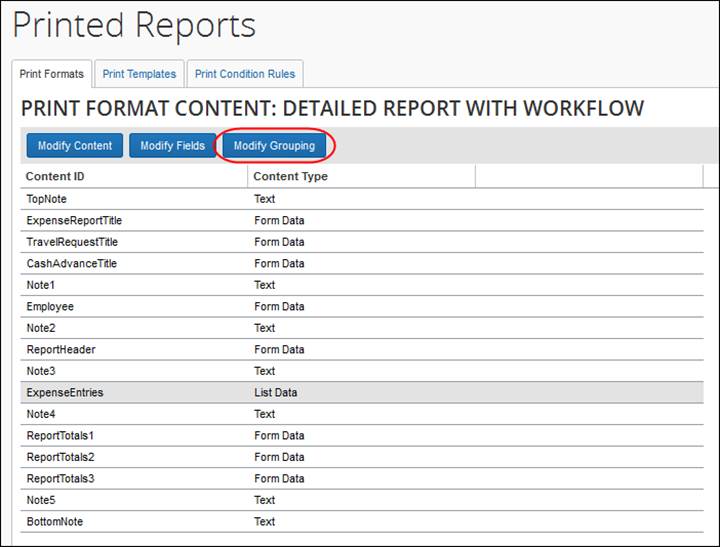 Printed Reports
Print Formats Print Templates Print Condition Rules
PRINT FORMAT CONTENT: DETAILED REPORT WITH WORKFLOW
Modify Content Modify Fields Modify Grouping
Content ID Content Type
TopNote Text
ExpenseReportTitle Form Data
TravelRequestTitle Form Data
CashAdvanceTitle Form Data
Note1 Text
Employee Form Data
Note2 Text
ReportHeader Form Data
Note3 Text
ExpenseEntries List Data
Note4 Text
ReportTotals1 Form Data
ReportTotals2 Form Data
ReportTotals3 Form Data
Note5 Text
BottomNote Text